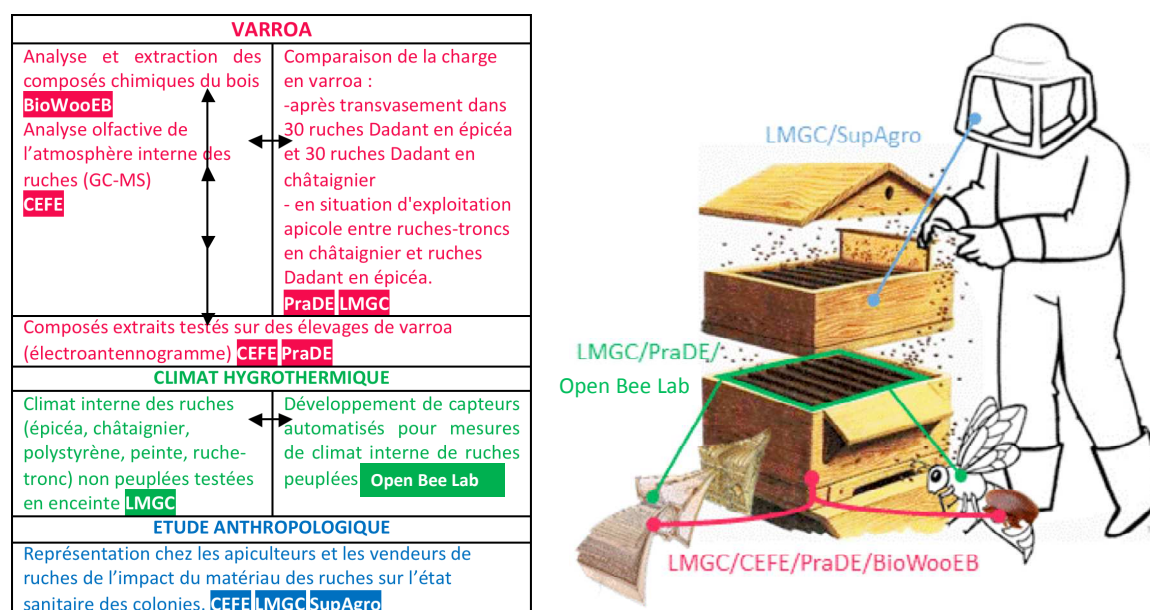 VARROA
Analyse et extraction des
composés chimiques du bois
BioWooEB
Analyse olfactive de
l’atmosphère interne des
ruches (GC-MS)
CEFE
Comparaison de la charge
en varroa :
-après transvasement dans
30 ruches Dadant en épicéa
et 30 ruches Dadant en
châtaignier
- en situation d'exploitation
apicole entre ruches-troncs
en châtaignier et ruches
Dadant en épicéa.
PraDE LMGC
Composés extraits testés sur des élevages de varroa
(électroantennogramme) CEFE PraDE
CLIMAT HYGROTHERMIQUE
Climat interne des ruches
(épicéa, châtaignier,
polystyrène, peinte, ruche-
tronc) non peuplées testées
en enceinte LMGC
Développement de capteurs
automatisés pour mesures
de climat interne de ruches
peuplées Open Bee Lab
ETUDE ANTHROPOLOGIQUE
Représentation chez les apiculteurs et les vendeurs de
ruches de l’impact du matériau des ruches sur l’état
sanitaire des colonies. CEFE LMGC SupAgro
LMGC/SupAgro
LMGC/PraDE/
Open Bee Lab
LMGC/CEFE/PraDE/BioWooEB